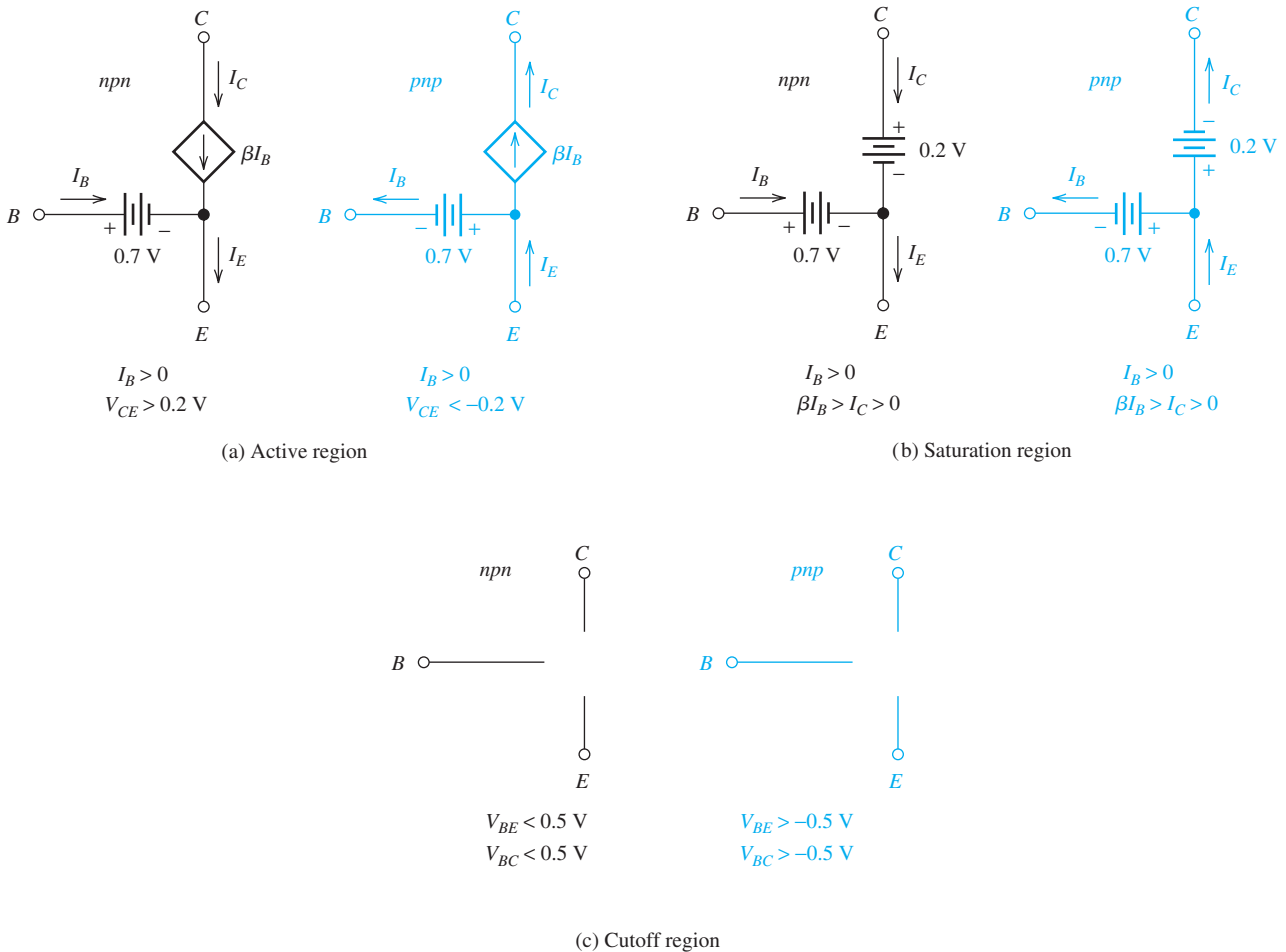 C
npn
I_C
βI_B
I_B
B
+ −
0.7 V
I_E
E
I_B > 0
V_CE > 0.2 V
C
pnp
I_C
βI_B
I_B
B
− +
0.7 V
I_E
E
I_B > 0
V_CE < −0.2 V
(a) Active region
C
npn
I_C
+
0.2 V
−
I_B
B
+ −
0.7 V
I_E
E
I_B > 0
βI_B > I_C > 0
C
pnp
I_C
−
0.2 V
+
I_B
B
− +
0.7 V
I_E
E
I_B > 0
βI_B > I_C > 0
(b) Saturation region
C
npn
B
E
V_BE < 0.5 V
V_BC < 0.5 V
C
pnp
B
E
V_BE > −0.5 V
V_BC > −0.5 V
(c) Cutoff region